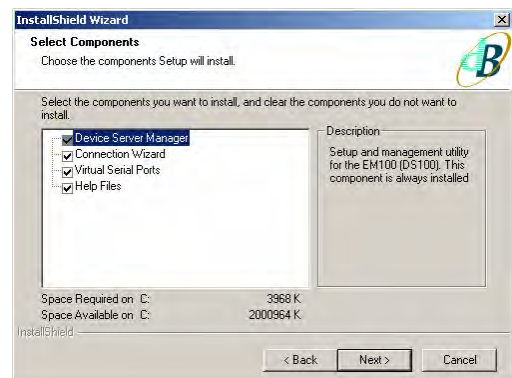 InstallShield Wizard
Select Components
Choose the components Setup will install.
dB
Select the components you want to install, and clear the components you do not want to
install.
Device Server Manager
Connection Wizard
Virtual Serial Ports
Help Files
Description
Setup and management utility
for the EM100 (DS100). This
component is always installed
Space Required on C: 3968 K
Space Available on C: 2000964 K
InstallShield
< Back
Next >
Cancel